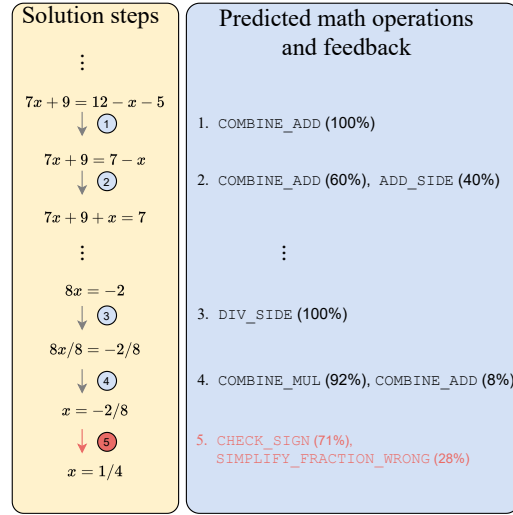 Solution steps
⋮
7x + 9 = 12 − x − 5
1
7x + 9 = 7 − x
2
7x + 9 + x = 7
⋮
8x = −2
3
8x/8 = −2/8
4
x = −2/8
5
x = 1/4
Predicted math operations
and feedback
1. COMBINE_ADD (100%)
2. COMBINE_ADD (60%), ADD_SIDE (40%)
⋮
3. DIV_SIDE (100%)
4. COMBINE_MUL (92%), COMBINE_ADD (8%)
5. CHECK_SIGN (71%),
SIMPLIFY_FRACTION_WRONG (28%)